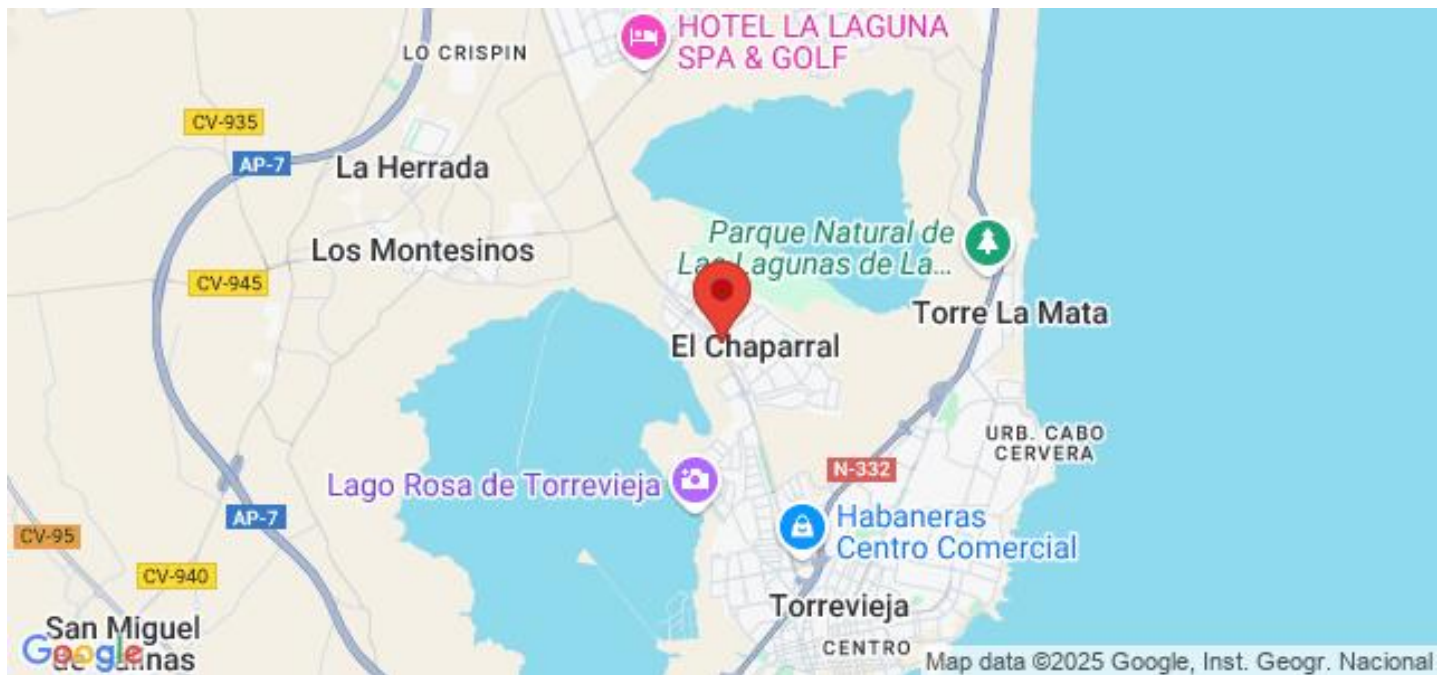 HOTEL LA LAGUNA
SPA & GOLF
LO CRISPIN
CV-935
AP-7
La Herrada
Parque Natural de
Las Lagunas de La...
Los Montesinos
CV-945
Torre La Mata
El Chaparral
URB. CABO
CERVERA
N-332
Lago Rosa de Torrevieja
AP-7
Habaneras
Centro Comercial
CV-95
CV-940
Torrevieja
San Miguel
de Salinas
Google
CENTRO
Map data ©2025 Google, Inst. Geogr. Nacional